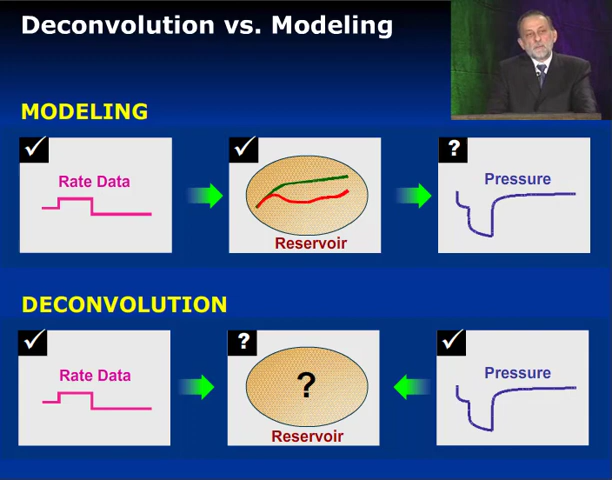 Deconvolution vs. Modeling
MODELING
Rate Data
Reservoir
?
Pressure
DECONVOLUTION
Rate Data
?
?
Reservoir
Pressure